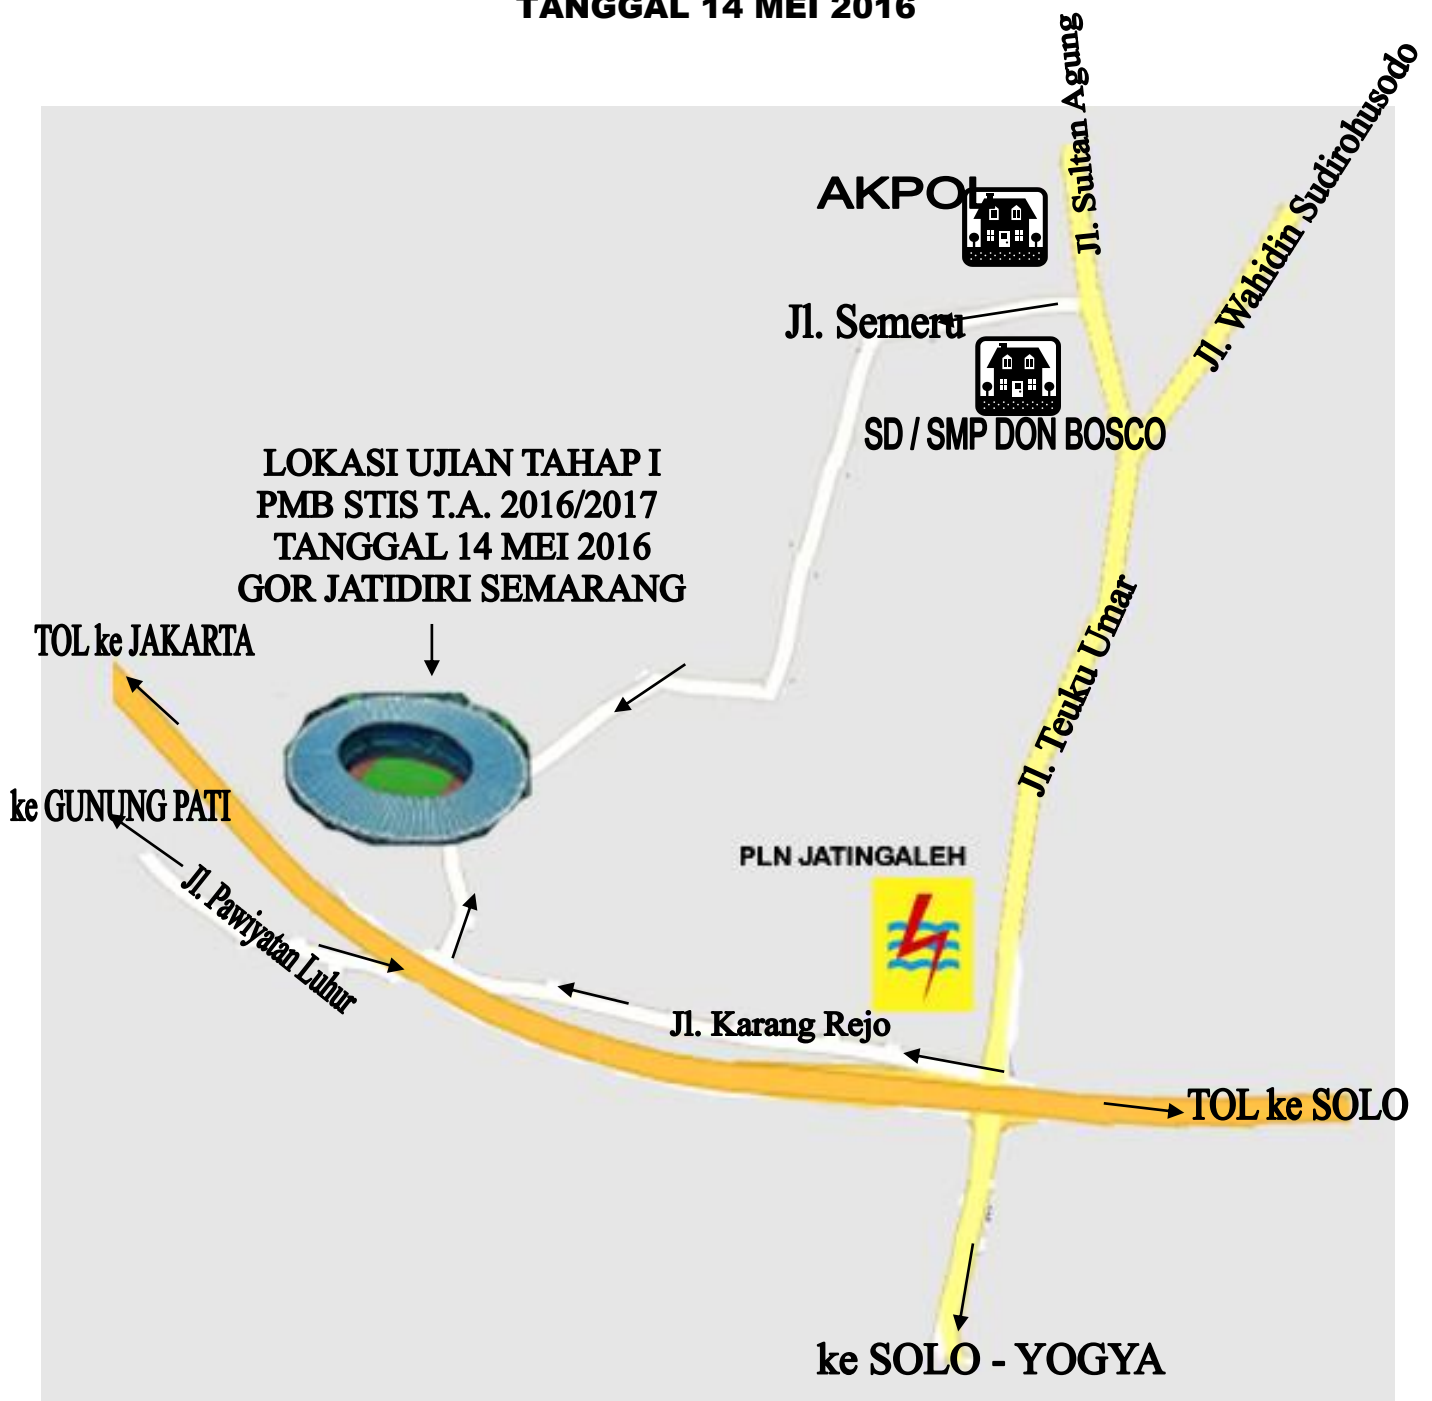 TANGGAL 14 MEI 2016
Jl. Sultan Agung
Jl. Wahidin Sudirohusodo
AKPOL
Jl. Semeru
SD / SMP DON BOSCO
LOKASI UJIAN TAHAP I
PMB STIS T.A. 2016/2017
TANGGAL 14 MEI 2016
GOR JATIDIRI SEMARANG
TOL ke JAKARTA
Jl. Teuku Umar
ke GUNUNG PATI
PLN JATINGALEH
Jl. Pawiyatan Luhur
Jl. Karang Rejo
TOL ke SOLO
ke SOLO - YOGYA